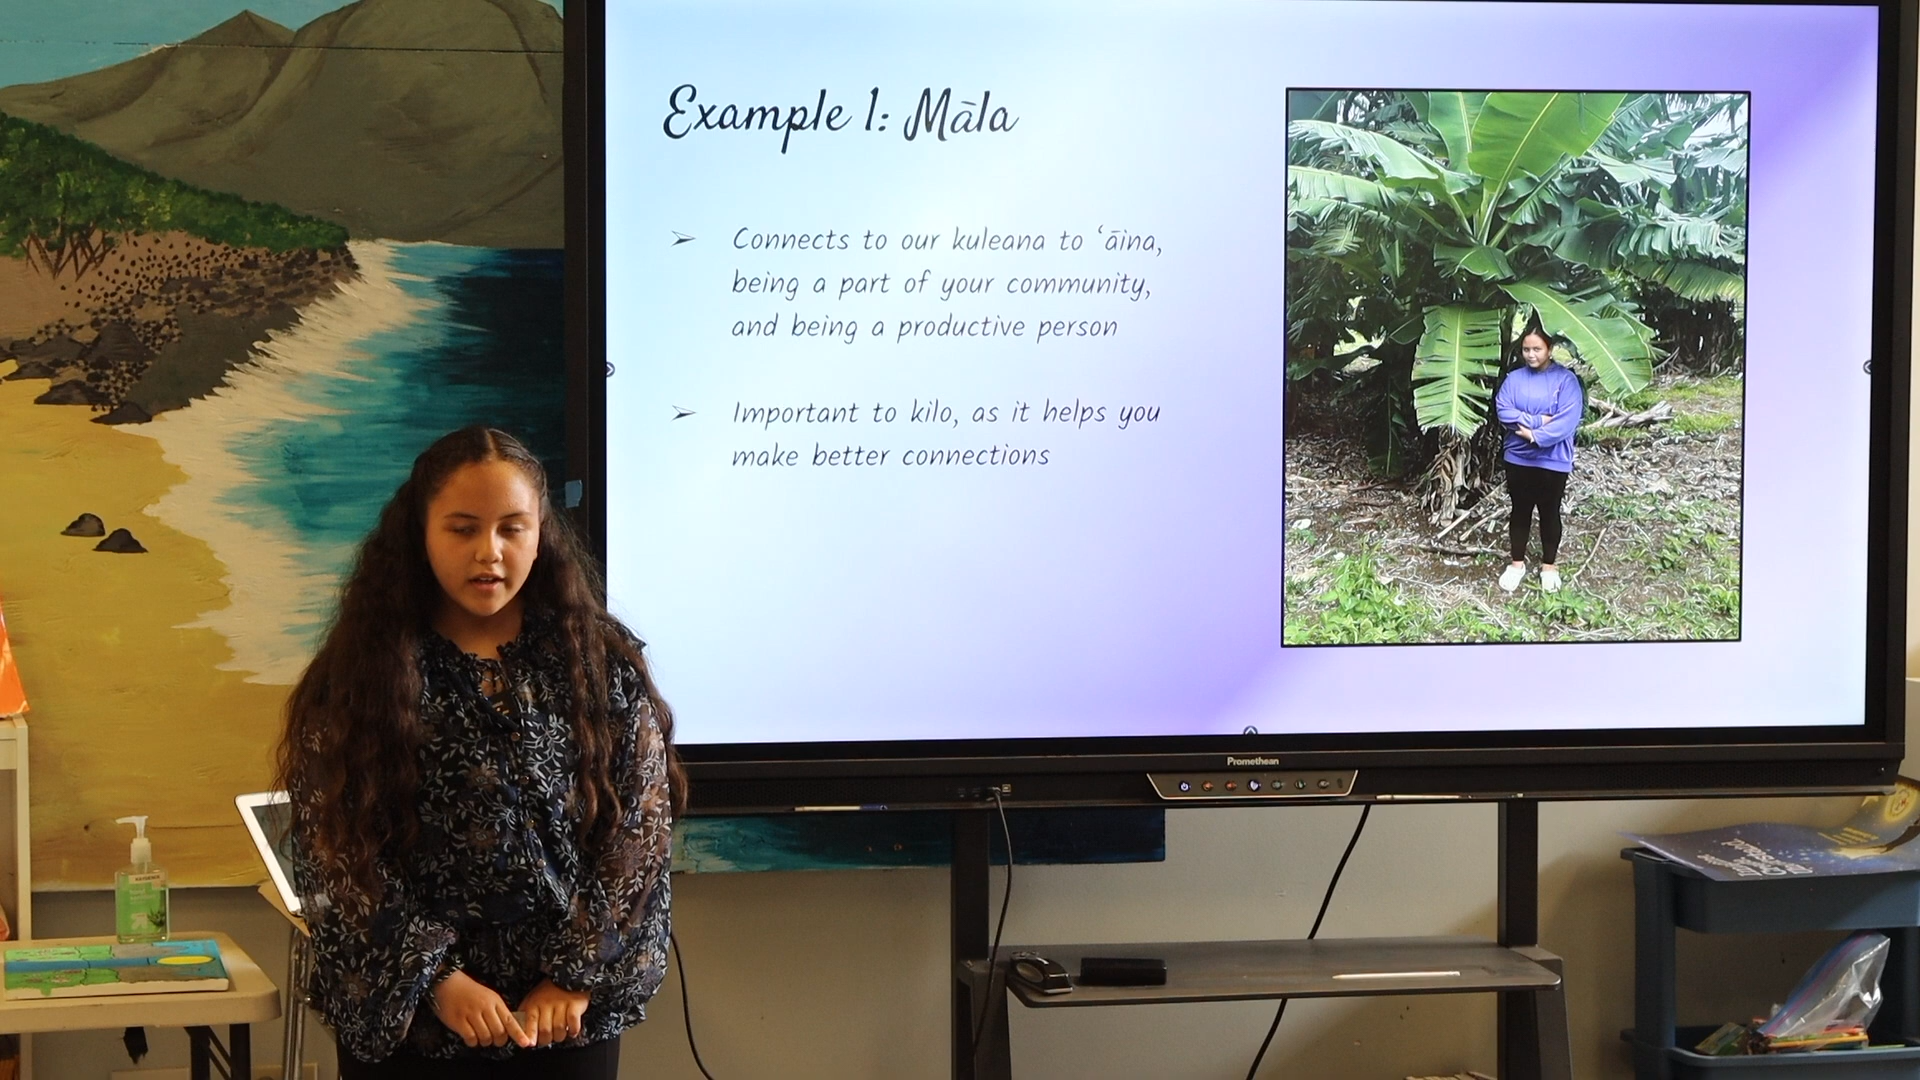 Example 1: Māla
➢ Connects to our kuleana to ʻāina,
being a part of your community,
and being a productive person
➢ Important to kilo, as it helps you
make better connections
Promethean